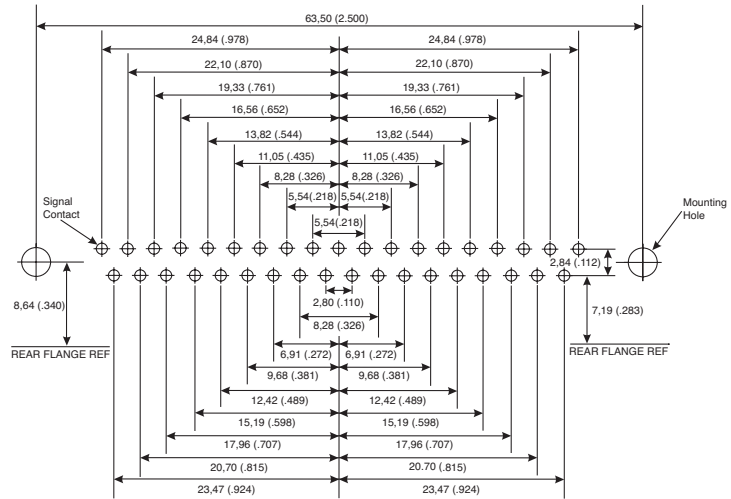 63,50 (2.500)
24,84 (.978) 24,84 (.978)
22,10 (.870) 22,10 (.870)
19,33 (.761) 19,33 (.761)
16,56 (.652) 16,56 (.652)
13,82 (.544) 13,82 (.544)
11,05 (.435) 11,05 (.435)
8,28 (.326) 8,28 (.326)
5,54(.218) 5,54(.218)
5,54(.218)
Signal
Contact
Mounting
Hole
2,84 (.112)
8,64 (.340)
2,80 (.110)
7,19 (.283)
8,28 (.326)
REAR FLANGE REF REAR FLANGE REF
6,91 (.272) 6,91 (.272)
9,68 (.381) 9,68 (.381)
12,42 (.489) 12,42 (.489)
15,19 (.598) 15,19 (.598)
17,96 (.707) 17,96 (.707)
20,70 (.815) 20.70 (.815)
23,47 (.924) 23,47 (.924)